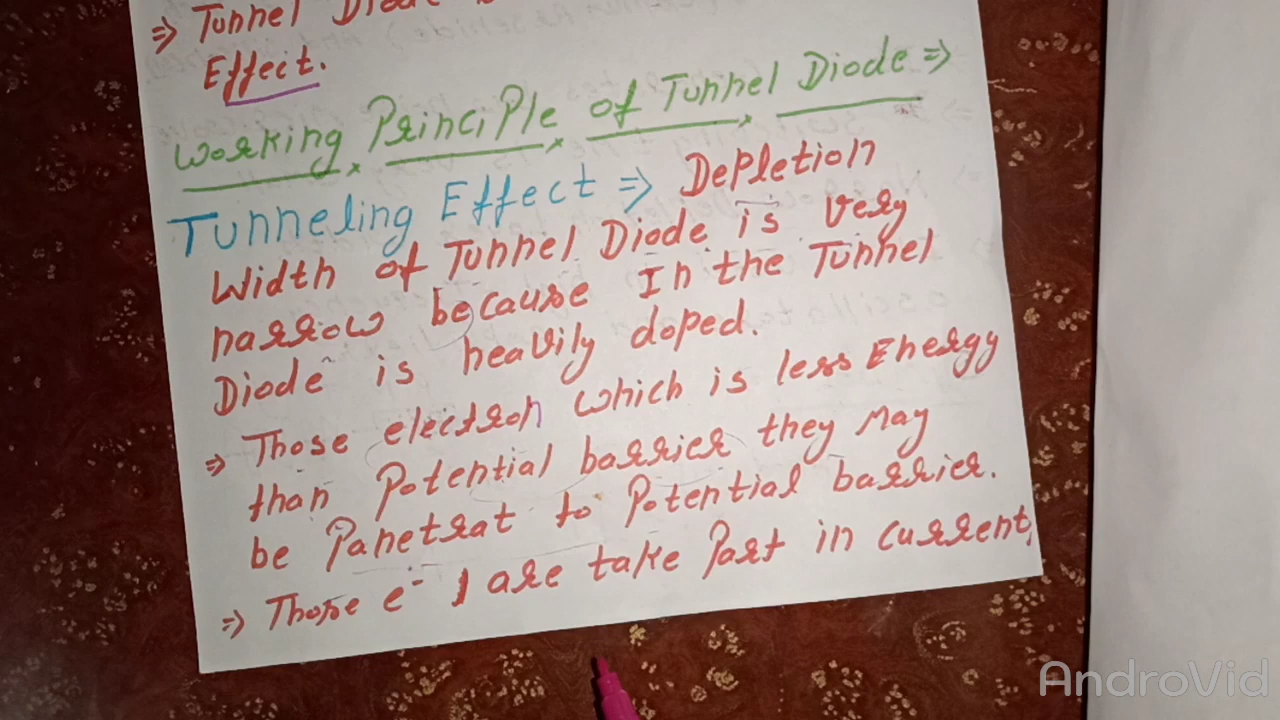 ⇒ Tunnel Diode
Effect.
Working Principle of Tunnel Diode ⇒
Tunneling Effect ⇒ Depletion
Width of Tunnel Diode is very
narrow because In the Tunnel
Diode is heavily doped.
⇒ Those electron which is less Energy
than Potential barrier they may
be Panetrat to Potential barrier.
⇒ Those e⁻ are take Part in current,
AndroVid